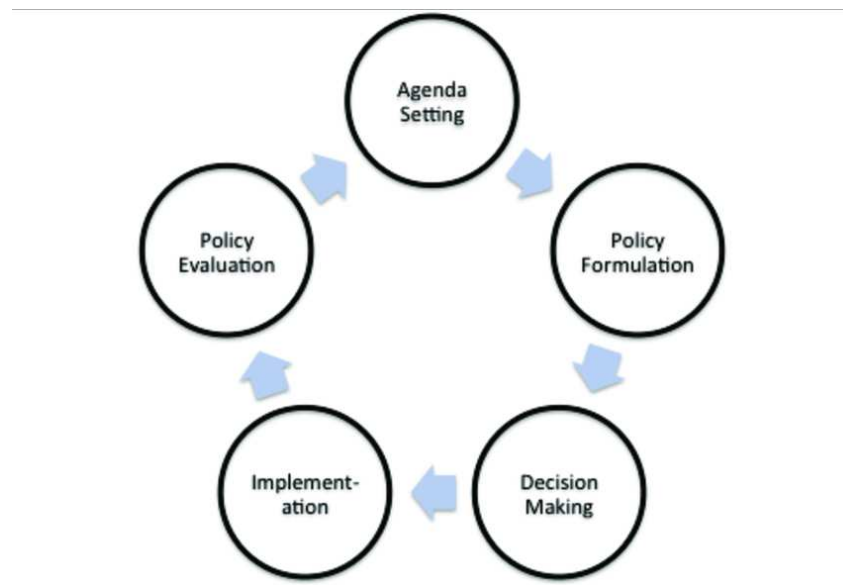 Agenda
Setting
Policy
Formulation
Decision
Making
Implement-
ation
Policy
Evaluation